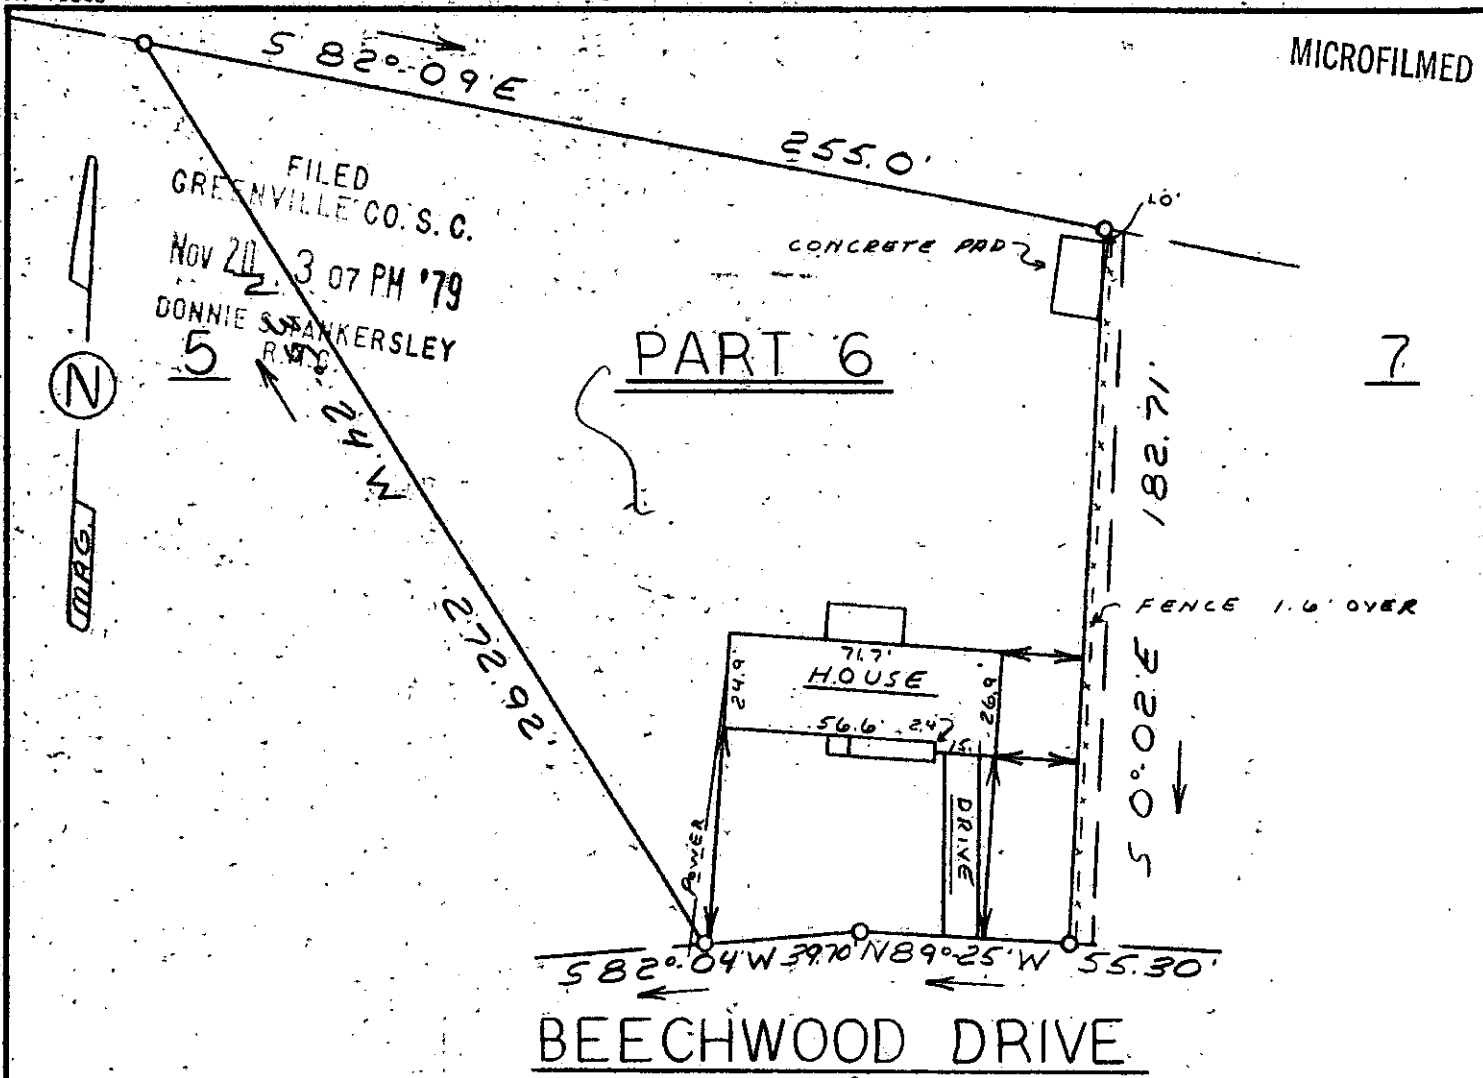 MICROFILMED
S 82°-09'E
255.0'
FILED
GREENVILLE CO. S. C.
NOV 3 07 PM '79
DONNIE S. TANKERSLEY
R.M.C.
1.0'
CONCRETE PAD
5
PART 6
7
N
MAG.
24' W
272.92'
182.71'
FENCE 1.6' OVER
S 0°-02'E
71.7'
HOUSE
24.9'
26.9'
56.6'
2.4'
15.
POWER
DRIVE
S 82°-04'W 39.70' N 89°-25'W 55.30'
BEECHWOOD DRIVE